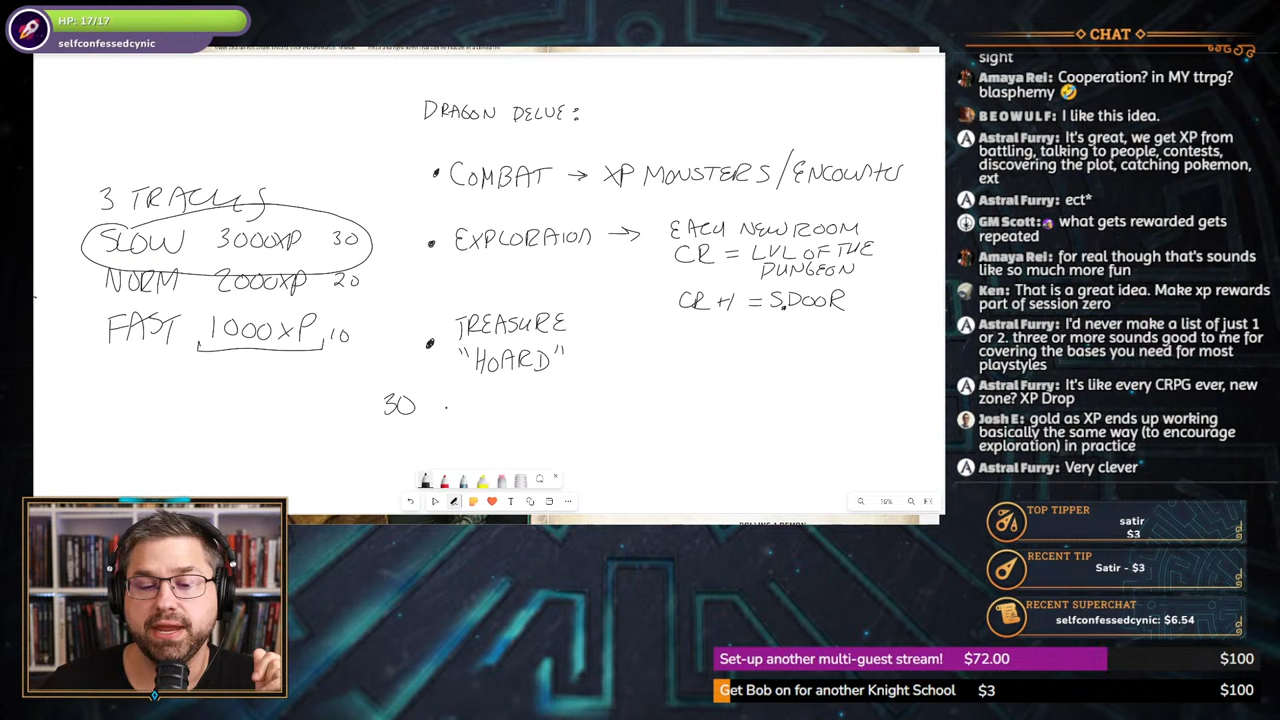 HP: 17/17
selfconfessedcynic
DRAGON DELVE:
• COMBAT → XP MONSTERS/ENCOUNTER
3 TRACKS
SLOW 3000XP 30
NORM 2000XP 20
FAST 1000XP 10
• EXPLORATION → EACH NEW ROOM
CR = LVL OF THE
DUNGEON
CR +1 = S.DOOR
• TREASURE
"HOARD"
30
T
16%
CHAT
sight
Amaya Rei: Cooperation? in MY ttrpg?
blasphemy 🤣
BEOWULF: I like this idea.
Astral Furry: It's great, we get XP from
battling, talking to people, contests,
discovering the plot, catching pokemon,
ext
Astral Furry: ect*
GM Scott: what gets rewarded gets
repeated
Amaya Rei: for real though that's sounds
like so much more fun
Ken: That is a great idea. Make xp rewards
part of session zero
Astral Furry: I'd never make a list of just 1
or 2. three or more sounds good to me for
covering the bases you need for most
playstyles
Astral Furry: It's like every CRPG ever, new
zone? XP Drop
Josh E: gold as XP ends up working
basically the same way (to encourage
exploration) in practice
Astral Furry: Very clever
TOP TIPPER
satir
$3
RECENT TIP
Satir - $3
RECENT SUPERCHAT
selfconfessedcynic: $6.54
Set-up another multi-guest stream! $72.00 $100
Get Bob on for another Knight School $3 $100